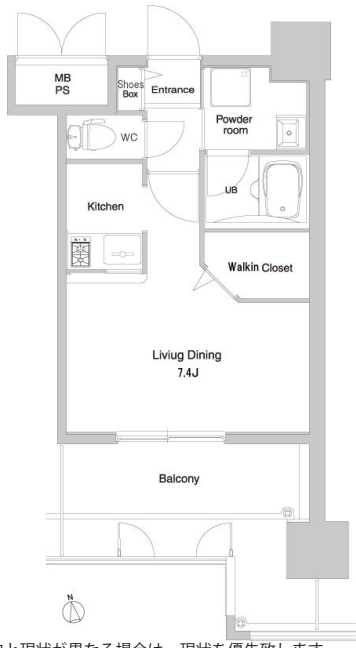 MB
PS
Shoes
Box
Entrance
Powder
room
WC
UB
Kitchen
Walkin Closet
Liviug Dining
7.4J
Balcony
N
と現状が異なる場合は、現状を優先致します